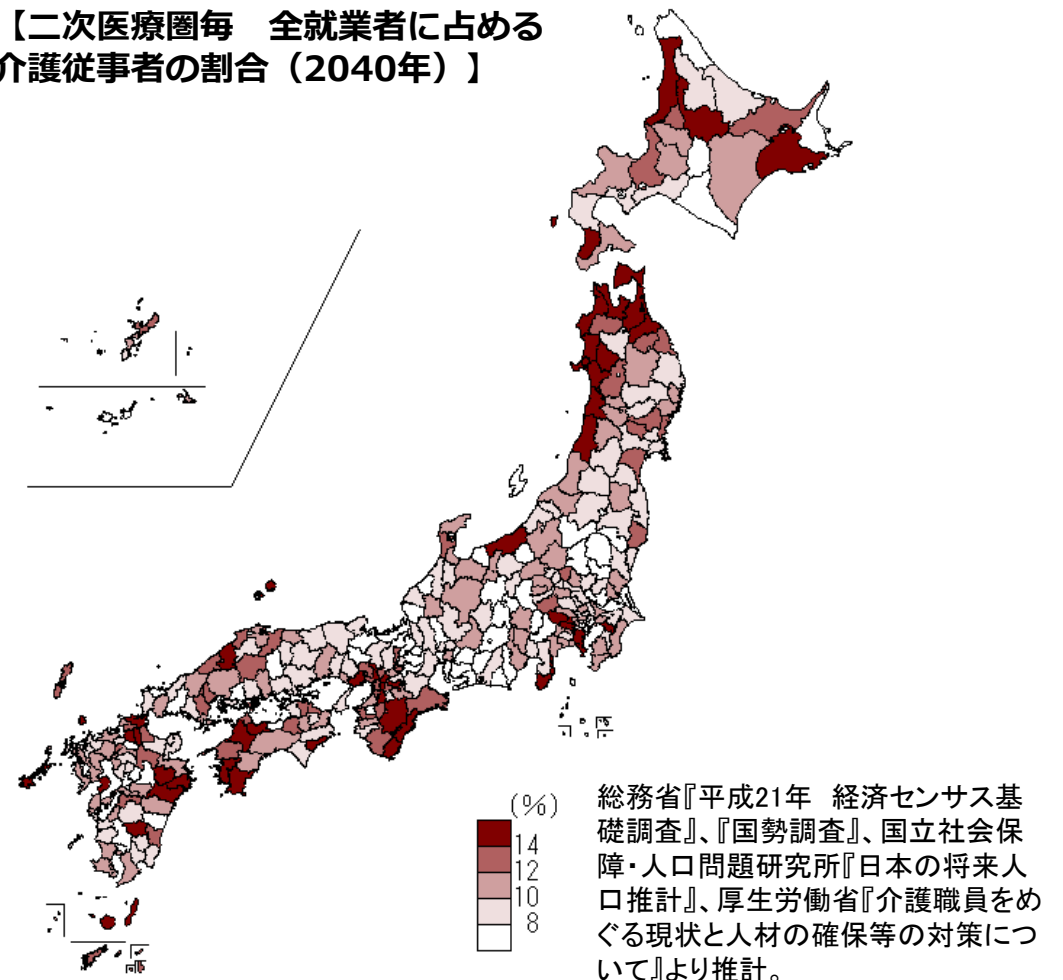 【二次医療圏毎　全就業者に占める
介護従事者の割合（2040年）】
(%)
14
12
10
8
総務省『平成21年　経済センサス基
礎調査』、『国勢調査』、国立社会保
障・人口問題研究所『日本の将来人
口推計』、厚生労働省『介護職員をめ
ぐる現状と人材の確保等の対策につ
いて』より推計。